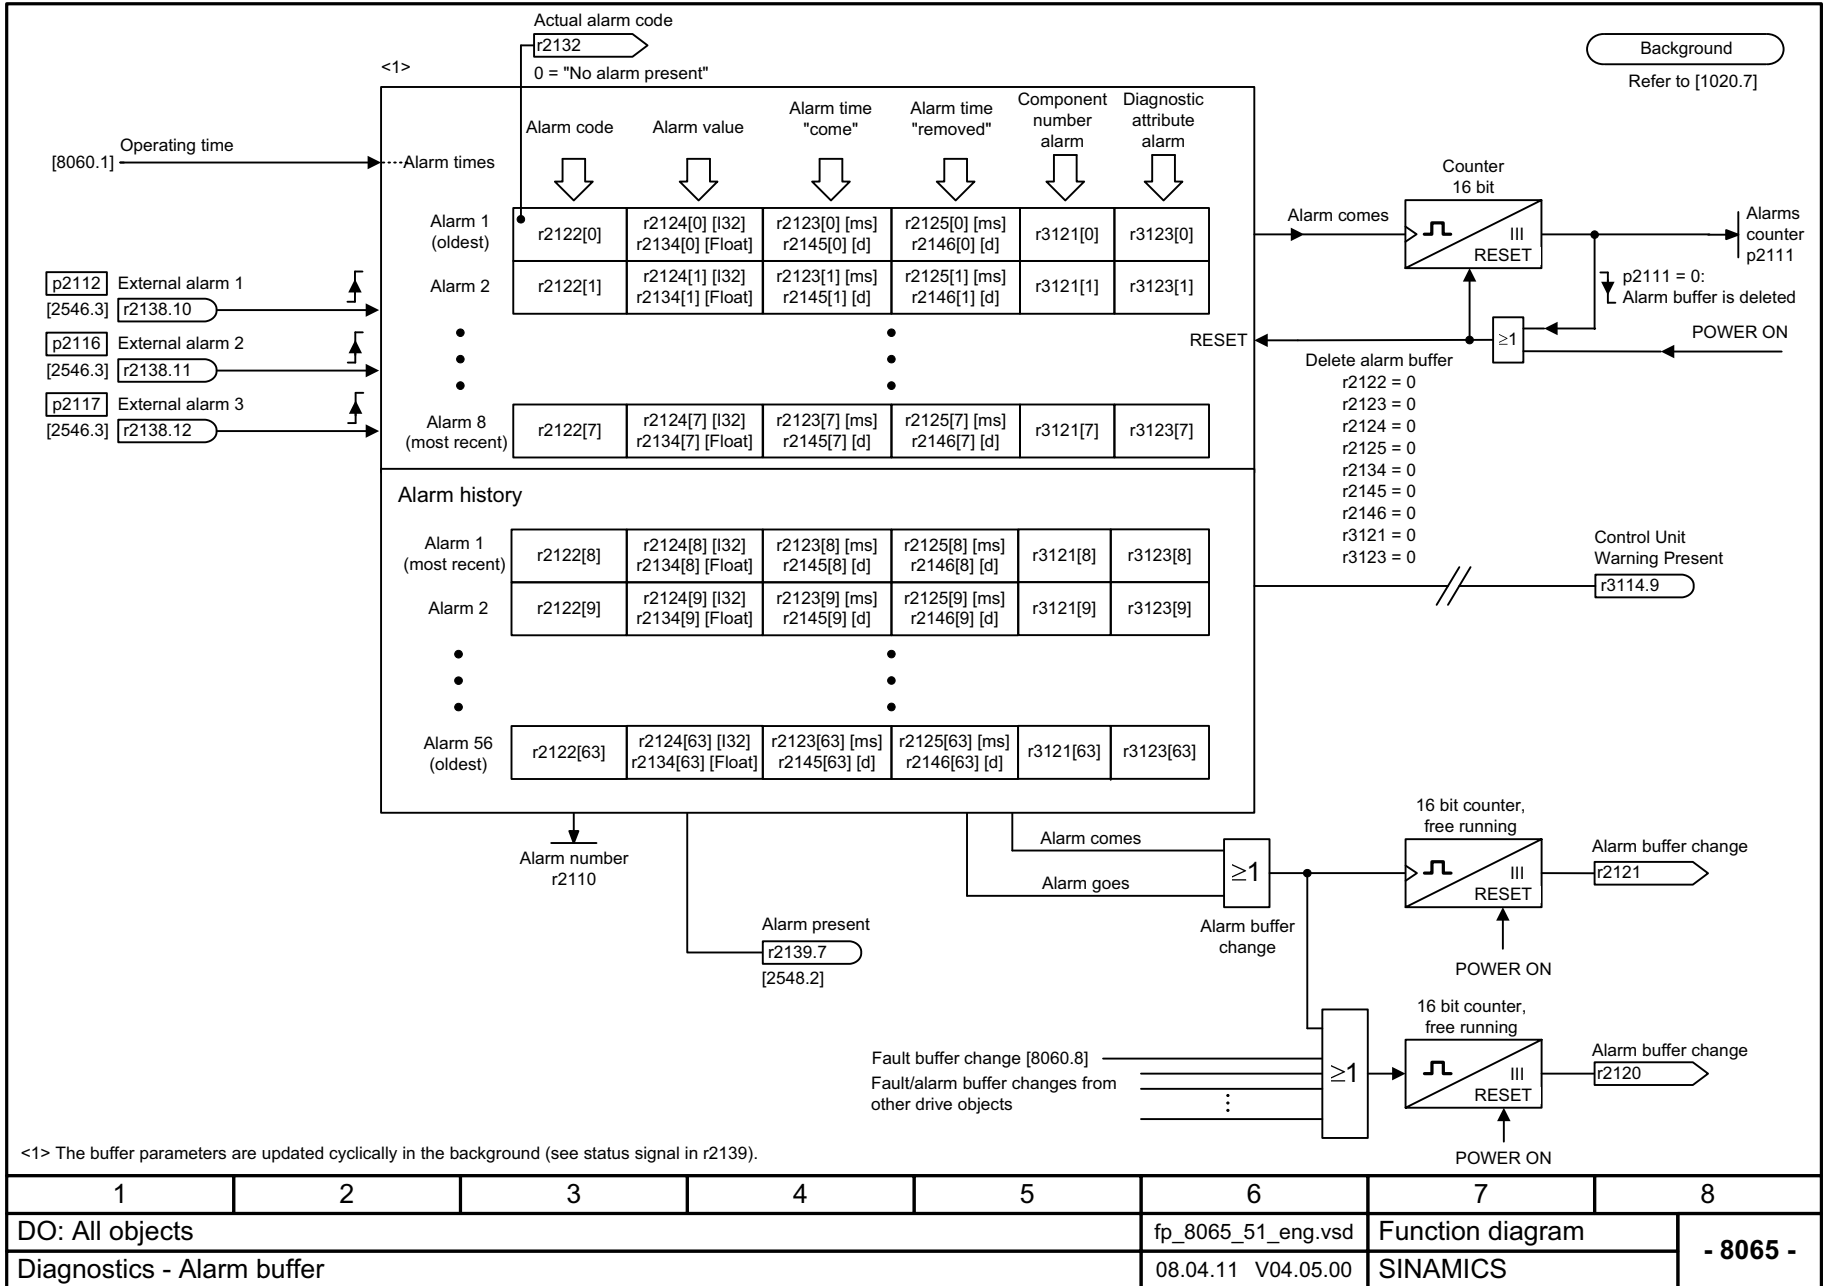 Actual alarm code
r2132
0 = "No alarm present"
<1>
Background
Refer to [1020.7]
Operating time
[8060.1]
Alarm times
Alarm code
Alarm value
Alarm time
"come"
Alarm time
"removed"
Component
number
alarm
Diagnostic
attribute
alarm
Alarm 1
(oldest)
r2122[0]
r2124[0] [I32]
r2134[0] [Float]
r2123[0] [ms]
r2145[0] [d]
r2125[0] [ms]
r2146[0] [d]
r3121[0]
r3123[0]
Alarm 2
r2122[1]
r2124[1] [I32]
r2134[1] [Float]
r2123[1] [ms]
r2145[1] [d]
r2125[1] [ms]
r2146[1] [d]
r3121[1]
r3123[1]
Alarm 8
(most recent)
r2122[7]
r2124[7] [I32]
r2134[7] [Float]
r2123[7] [ms]
r2145[7] [d]
r2125[7] [ms]
r2146[7] [d]
r3121[7]
r3123[7]
p2112 External alarm 1
[2546.3] r2138.10
p2116 External alarm 2
[2546.3] r2138.11
p2117 External alarm 3
[2546.3] r2138.12
Alarm comes
Counter
16 bit
III
RESET
Alarms
counter
p2111
p2111 = 0:
Alarm buffer is deleted
POWER ON
≥1
RESET
Delete alarm buffer
r2122 = 0
r2123 = 0
r2124 = 0
r2125 = 0
r2134 = 0
r2145 = 0
r2146 = 0
r3121 = 0
r3123 = 0
Control Unit
Warning Present
r3114.9
Alarm history
Alarm 1
(most recent)
r2122[8]
r2124[8] [I32]
r2134[8] [Float]
r2123[8] [ms]
r2145[8] [d]
r2125[8] [ms]
r2146[8] [d]
r3121[8]
r3123[8]
Alarm 2
r2122[9]
r2124[9] [I32]
r2134[9] [Float]
r2123[9] [ms]
r2145[9] [d]
r2125[9] [ms]
r2146[9] [d]
r3121[9]
r3123[9]
Alarm 56
(oldest)
r2122[63]
r2124[63] [I32]
r2134[63] [Float]
r2123[63] [ms]
r2145[63] [d]
r2125[63] [ms]
r2146[63] [d]
r3121[63]
r3123[63]
Alarm number
r2110
Alarm present
r2139.7
[2548.2]
Alarm comes
Alarm goes
≥1
Alarm buffer
change
16 bit counter,
free running
III
RESET
POWER ON
Alarm buffer change
r2121
Fault buffer change [8060.8]
Fault/alarm buffer changes from
other drive objects
≥1
16 bit counter,
free running
III
RESET
POWER ON
Alarm buffer change
r2120
<1> The buffer parameters are updated cyclically in the background (see status signal in r2139).
1 2 3 4 5 6 7 8
DO: All objects
fp_8065_51_eng.vsd
Function diagram
- 8065 -
Diagnostics - Alarm buffer
08.04.11 V04.05.00
SINAMICS